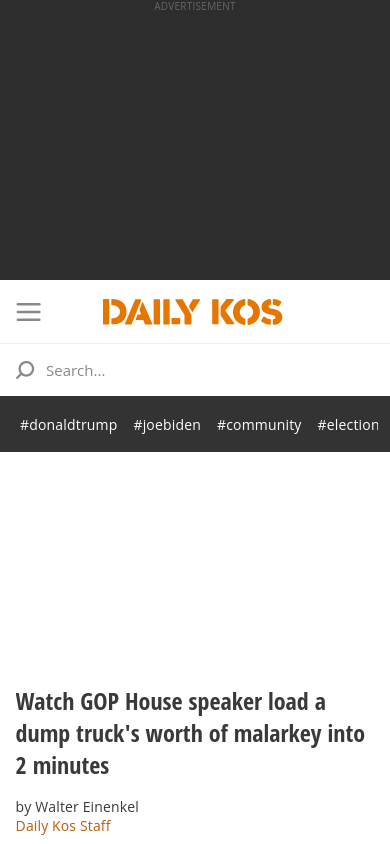 ADVERTISEMENT
DAILY KOS
Search...
#donaldtrump #joebiden #community #election
Watch GOP House speaker load a
dump truck's worth of malarkey into
2 minutes
by Walter Einenkel
Daily Kos Staff